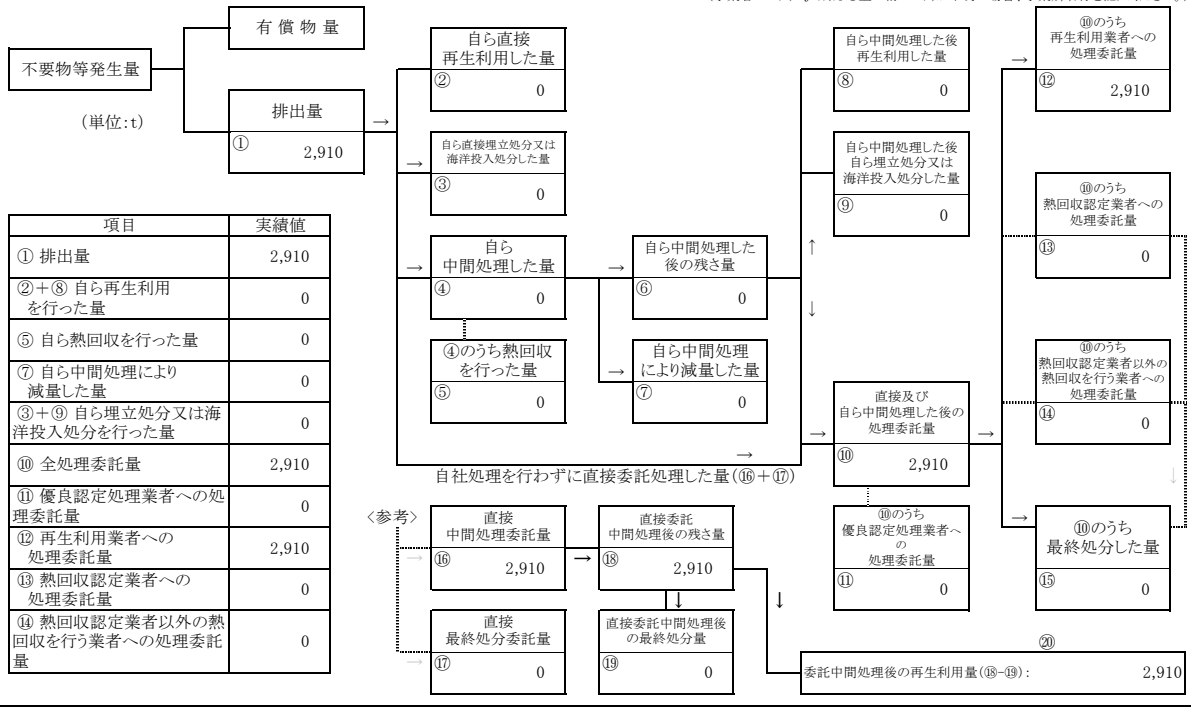 有償物量
不要物等発生量
(単位:t)
排出量
① 2,910
→
自ら直接
再生利用した量
② 0
→
自ら直接埋立処分又は
海洋投入処分した量
③ 0
→
自ら
中間処理した量
④ 0
④のうち熱回収
を行った量
⑤ 0
→
自ら中間処理した
後の残さ量
⑥ 0
→
自ら中間処理
により減量した量
⑦ 0
自ら中間処理した後
再生利用した量
⑧ 0
自ら中間処理した後
自ら埋立処分又は
海洋投入処分した量
⑨ 0
↑
↓
→
自社処理を行わずに直接委託処理した量(⑯+⑰)
→
直接及び
自ら中間処理した後の
処理委託量
⑩ 2,910
→
⑩のうち
優良認定処理業者へ
の
処理委託量
⑪ 0
→
⑩のうち
再生利用業者への
処理委託量
⑫ 2,910
⑩のうち
熱回収認定業者への
処理委託量
⑬ 0
⑩のうち
熱回収認定業者以外の
熱回収を行う業者への
処理委託量
⑭ 0
↓
→
⑩のうち
最終処分した量
⑮ 0
項目 実績値
① 排出量 2,910
②+⑧ 自ら再生利用
を行った量 0
⑤ 自ら熱回収を行った量 0
⑦ 自ら中間処理により
減量した量 0
③+⑨ 自ら埋立処分又は海
洋投入処分を行った量 0
⑩ 全処理委託量 2,910
⑪ 優良認定処理業者への処
理委託量 0
⑫ 再生利用業者への
処理委託量 2,910
⑬ 熱回収認定業者への
処理委託量 0
⑭ 熱回収認定業者以外の熱
回収を行う業者への処理委託
量 0
〈参考〉
→
直接
中間処理委託量
⑯ 2,910
→
直接委託
中間処理後の残さ量
⑱ 2,910
↓
↓
→
直接
最終処分委託量
⑰ 0
直接委託中間処理後
の最終処分量
⑲ 0
⑳
委託中間処理後の再生利用量(⑱-⑲): 2,910